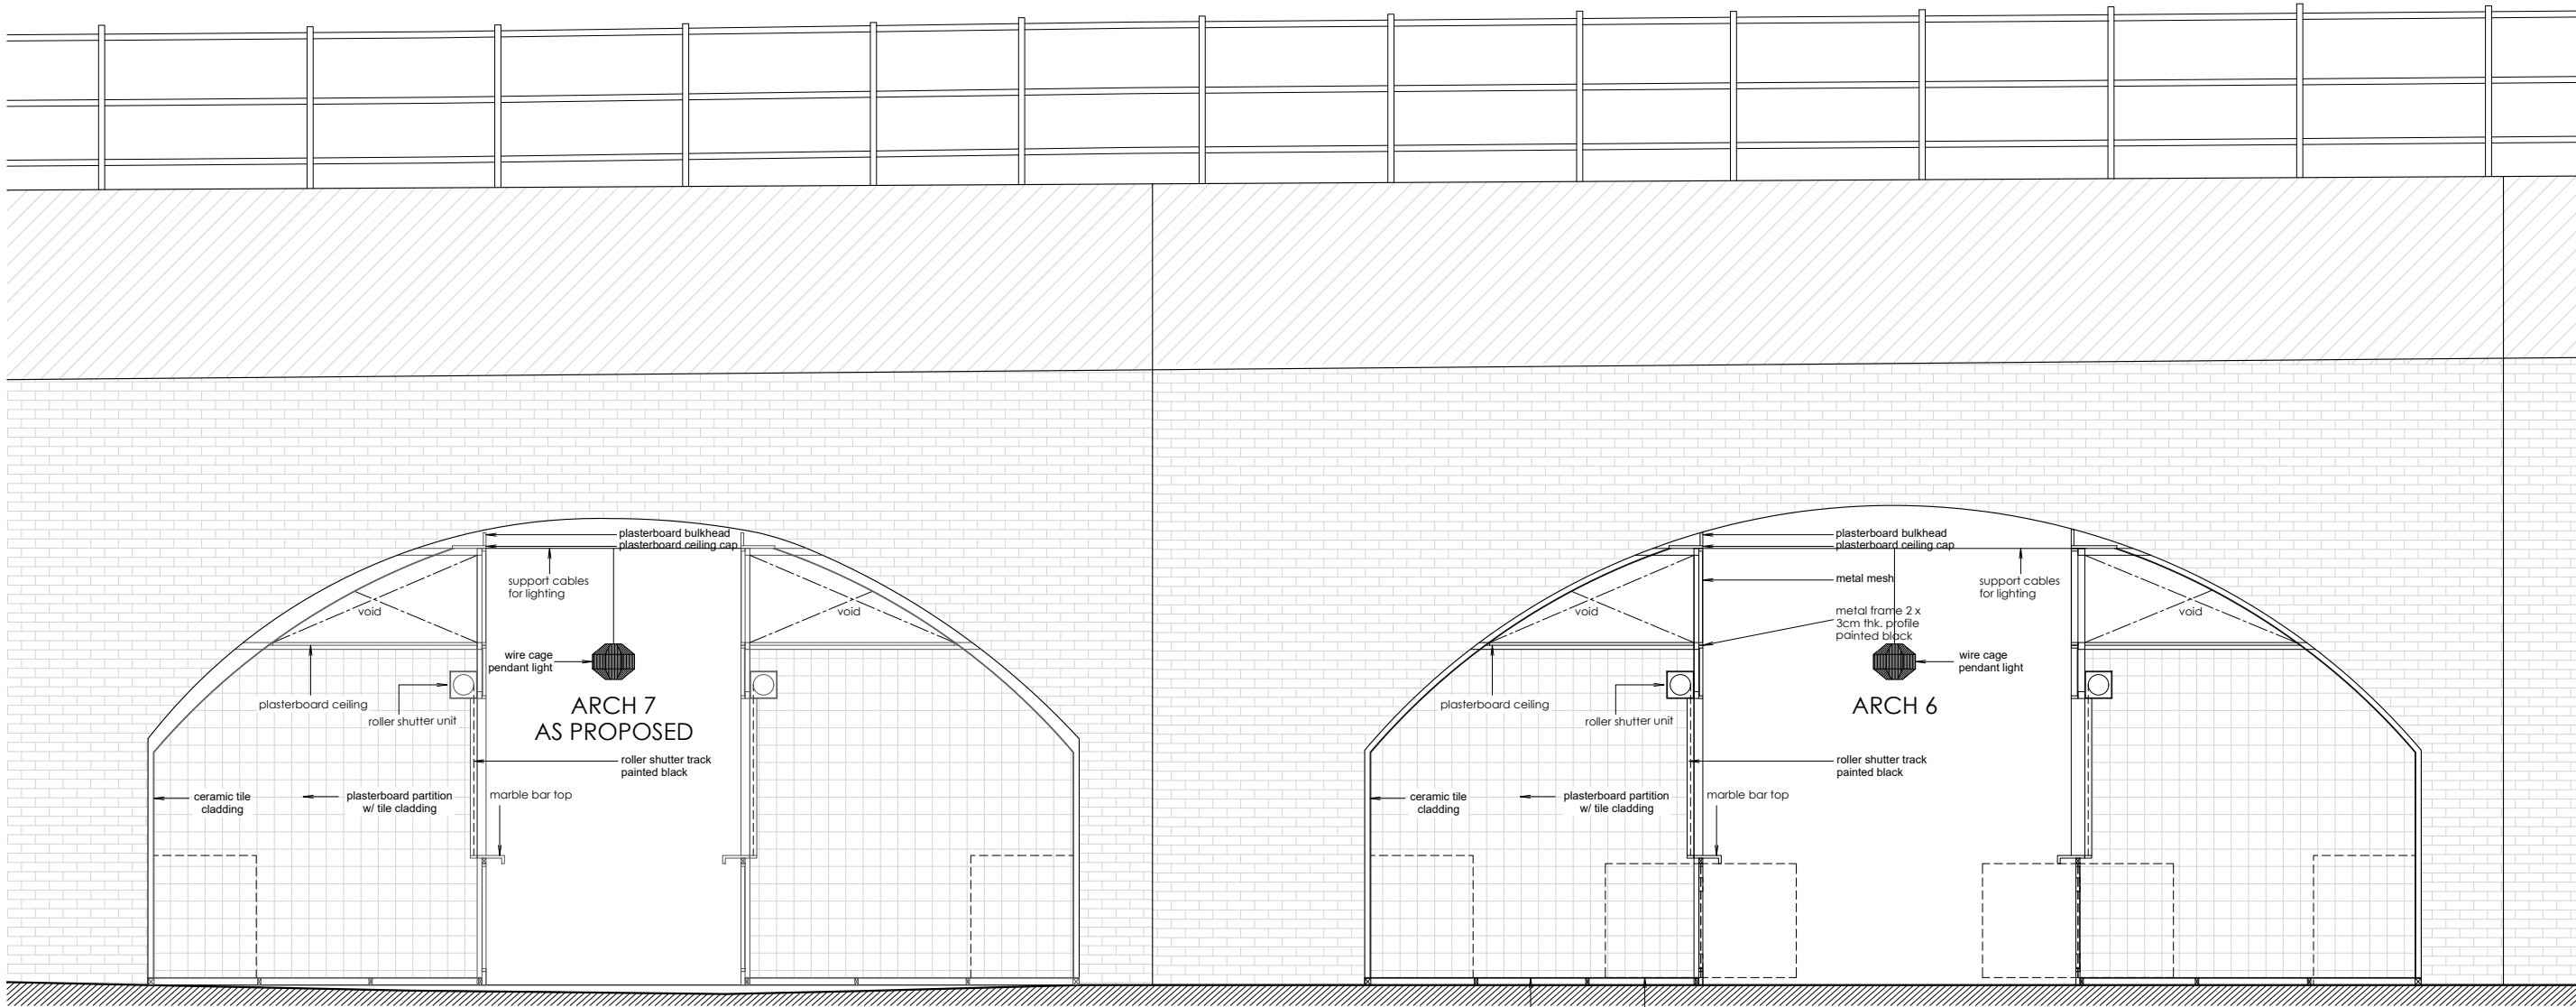 plasterboard bulkhead
plasterboard ceiling cap
support cables
for lighting
void
void
wire cage
pendant light
plasterboard ceiling
roller shutter unit
ARCH 7
AS PROPOSED
roller shutter track
painted black
ceramic tile
cladding
plasterboard partition
w/ tile cladding
marble bar top
plasterboard bulkhead
plasterboard ceiling cap
metal mesh
support cables
for lighting
void
metal frame 2 x
3cm thk. profile
painted black
void
wire cage
pendant light
plasterboard ceiling
roller shutter unit
ARCH 6
roller shutter track
painted black
ceramic tile
cladding
plasterboard partition
w/ tile cladding
marble bar top